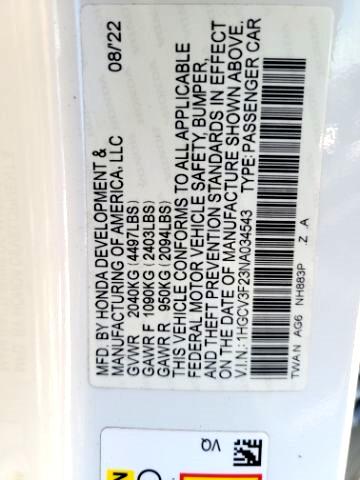 MFD. BY HONDA DEVELOPMENT & 08/'22
MANUFACTURING OF AMERICA, LLC
GVWR 2040KG (4497LBS)
GAWR F 1090KG (2403LBS)
GAWR R 950KG (2094LBS)
THIS VEHICLE CONFORMS TO ALL APPLICABLE
FEDERAL MOTOR VEHICLE SAFETY, BUMPER,
AND THEFT PREVENTION STANDARDS IN EFFECT
ON THE DATE OF MANUFACTURE SHOWN ABOVE.
V.I.N.: 1HGCV3F23NA034543 TYPE: PASSENGER CAR
TWAN AG6 NH883P Z A
VQ